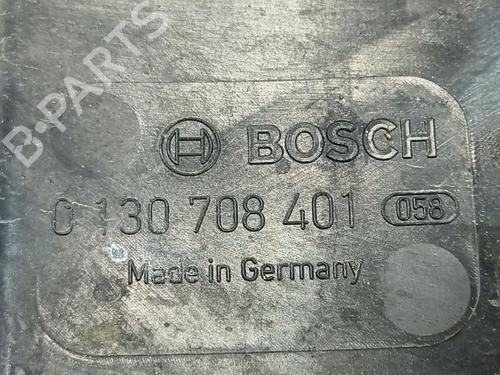 B-PARTS
BOSCH
0 130 708 401 058
Made in Germany